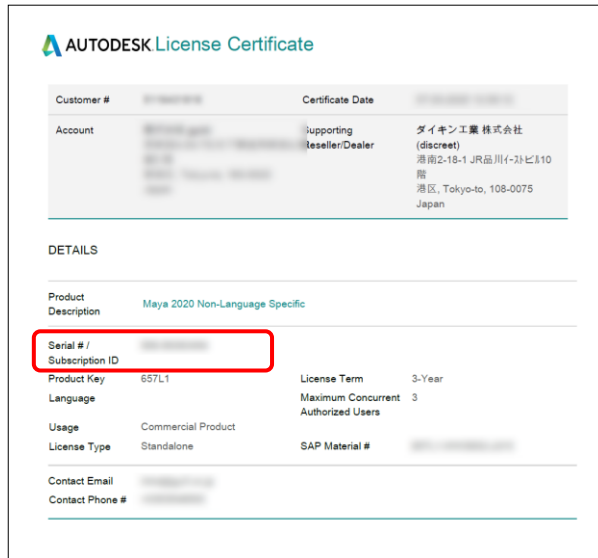 AUTODESK License Certificate
Customer #
Certificate Date
Account
Supporting
Reseller/Dealer
ダイキン工業 株式会社
(discreet)
港南2-18-1 JR品川イーストビル10
階
港区, Tokyo-to, 108-0075
Japan
DETAILS
Product
Description
Maya 2020 Non-Language Specific
Serial # /
Subscription ID
Product Key 657L1 License Term 3-Year
Language
Maximum Concurrent 3
Authorized Users
Usage Commercial Product
License Type Standalone SAP Material #
Contact Email
Contact Phone #